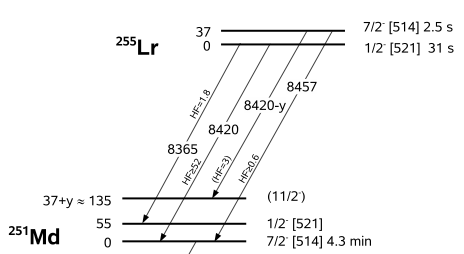 37 7/2⁻ [514] 2.5 s
²⁵⁵Lr 0 1/2⁻ [521] 31 s
HF=1.8
8365
8420
HF≥52
8420-y
(HF=3)
8457
HF≥0.6
37+y ≈ 135 (11/2⁻)
55 1/2⁻ [521]
²⁵¹Md 0 7/2⁻ [514] 4.3 min